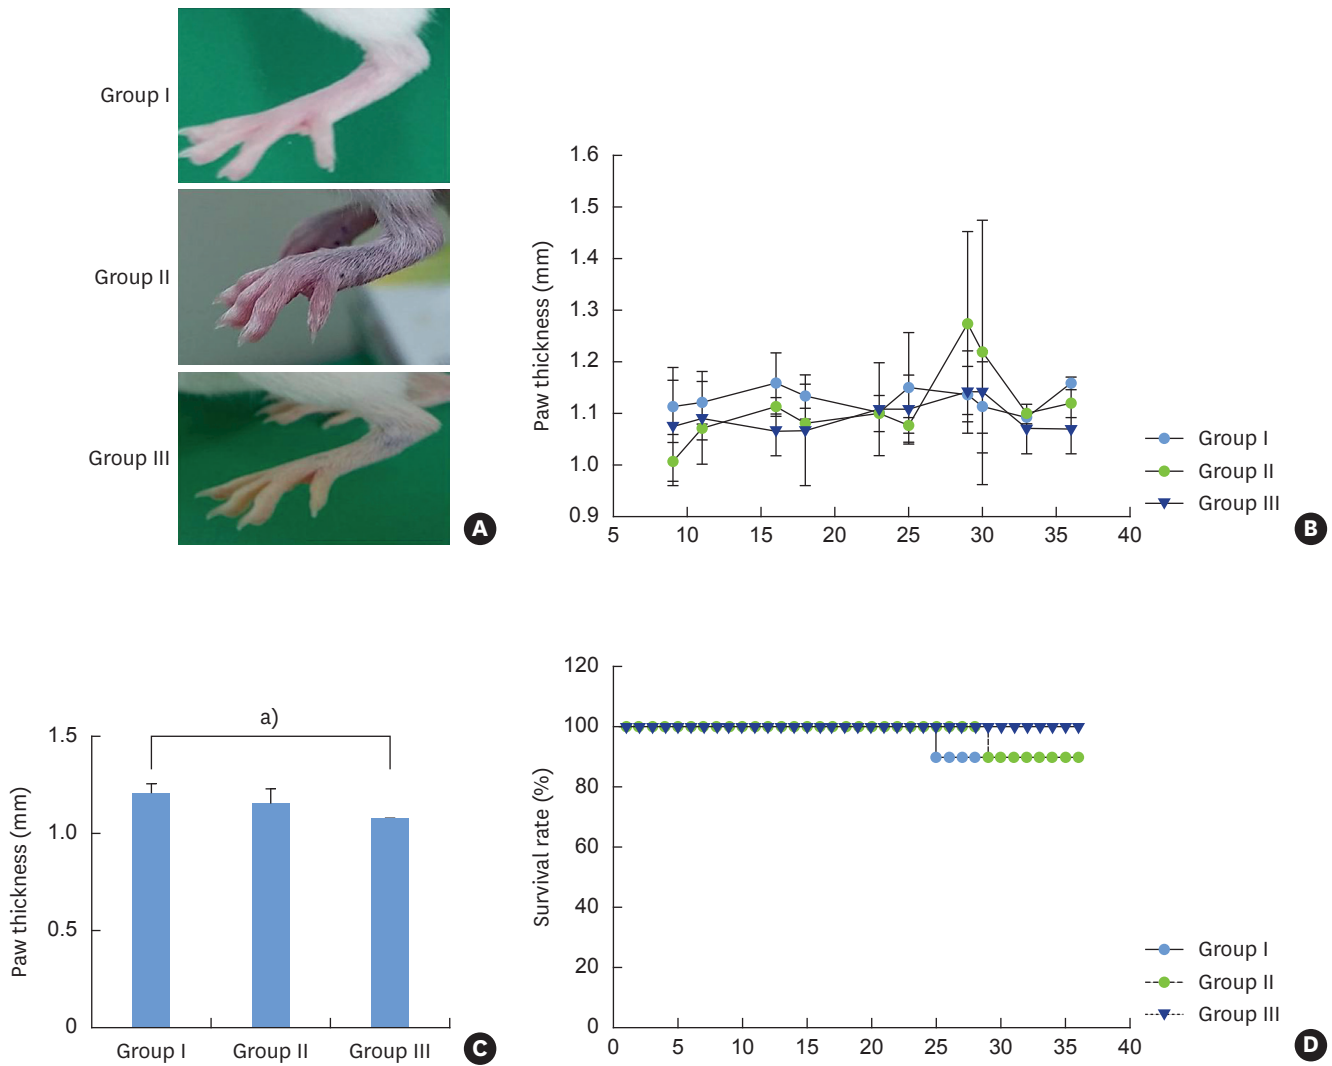 Group I
Group II
Group III
A
Paw thickness (mm)
1.6
1.5
1.4
1.3
1.2
1.1
1.0
0.9
5 10 15 20 25 30 35 40
Group I
Group II
Group III
B
Paw thickness (mm)
1.5
1.0
0.5
0
a)
Group I Group II Group III
C
Survival rate (%)
120
100
80
60
40
20
0
0 5 10 15 20 25 30 35 40
Group I
Group II
Group III
D